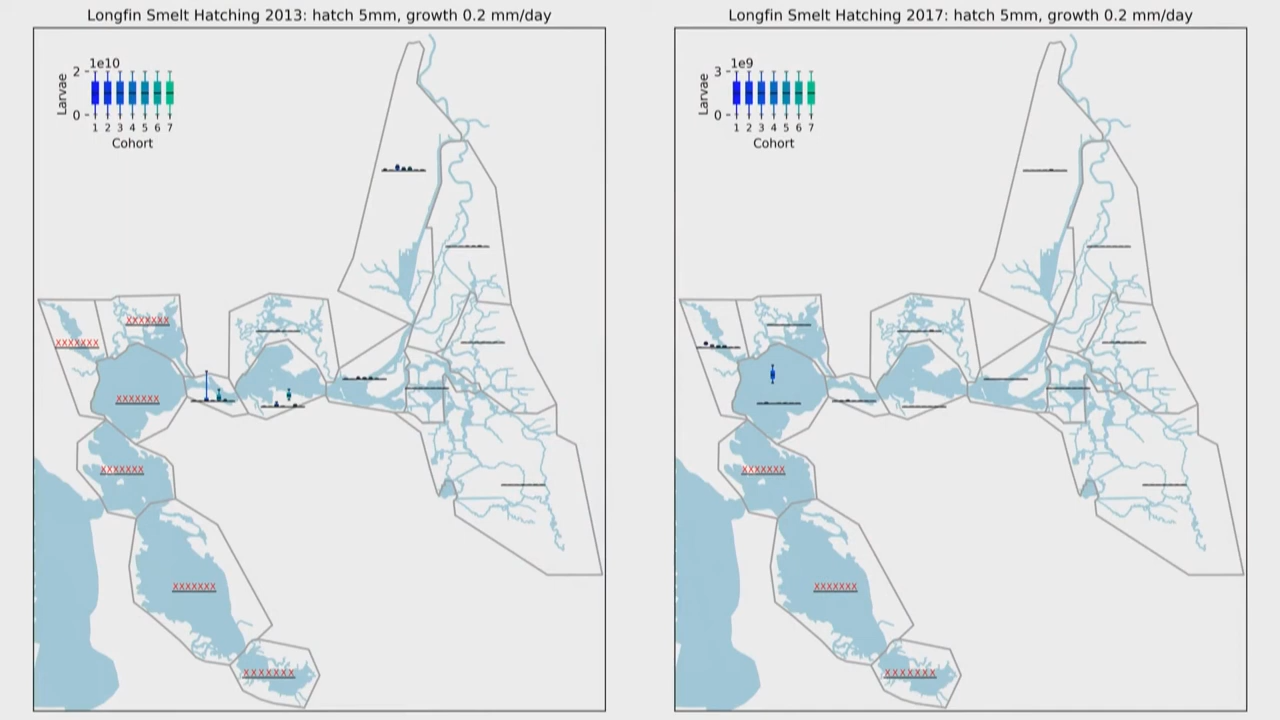 Longfin Smelt Hatching 2013: hatch 5mm, growth 0.2 mm/day
1e10
2
Larvae
0
1 2 3 4 5 6 7
Cohort
XXXXXXX
XXXXXXX
XXXXXXX
XXXXXXX
XXXXXXX
XXXXXXX
Longfin Smelt Hatching 2017: hatch 5mm, growth 0.2 mm/day
1e9
3
Larvae
0
1 2 3 4 5 6 7
Cohort
XXXXXXX
XXXXXXX
XXXXXXX